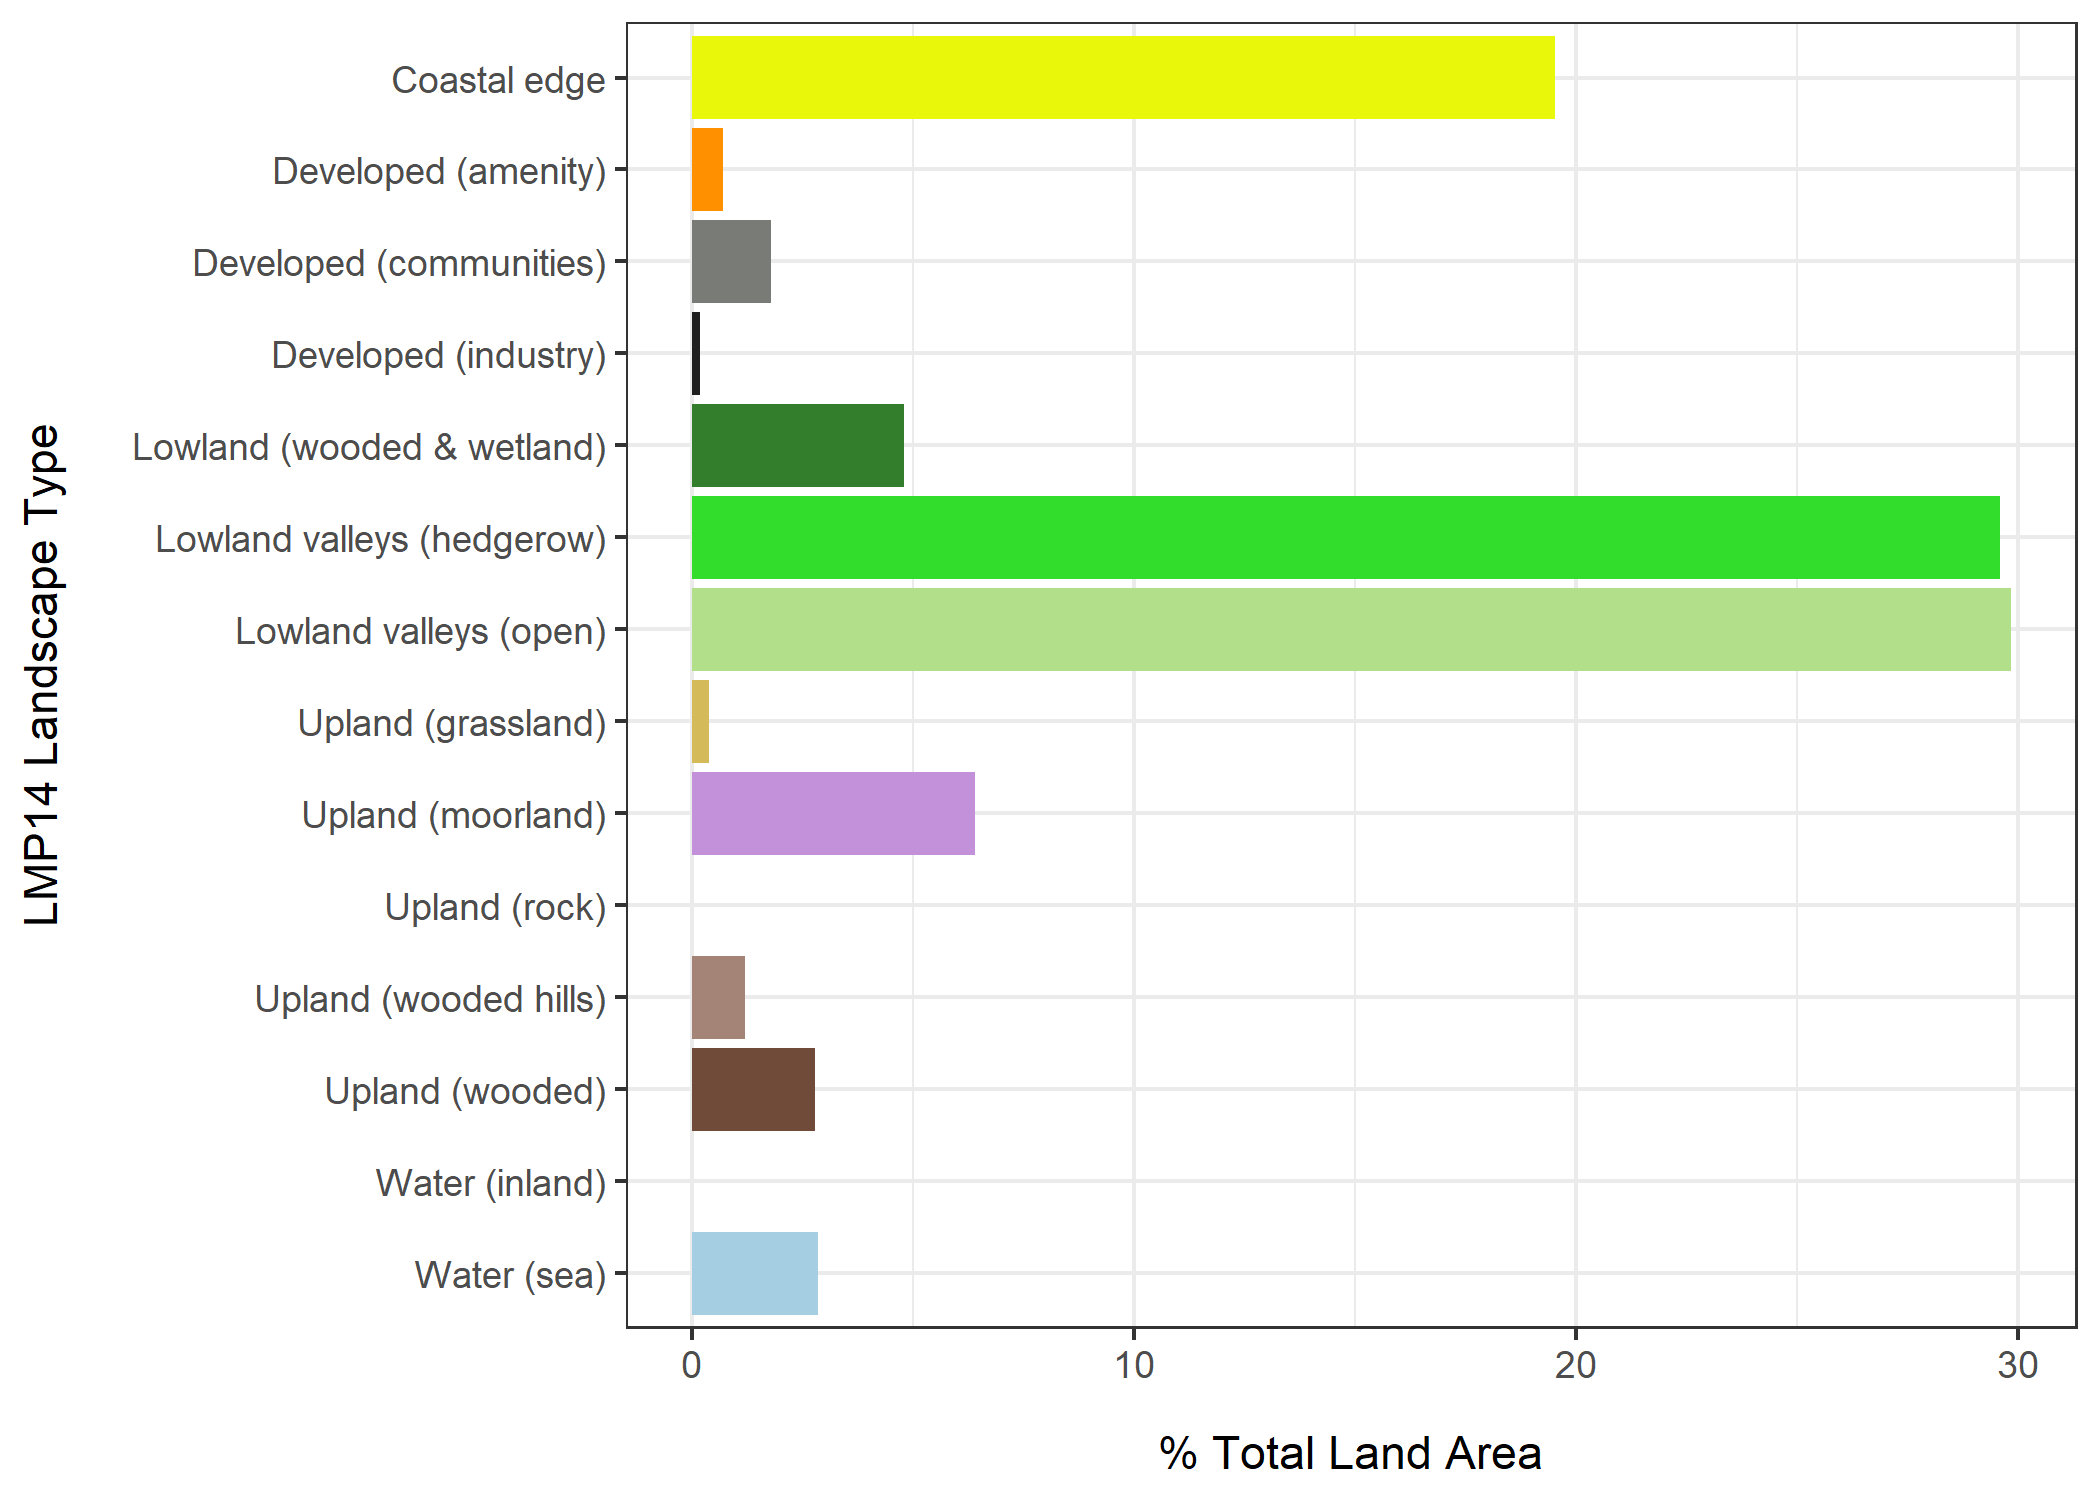 LMP14 Landscape Type
Coastal edge
Developed (amenity)
Developed (communities)
Developed (industry)
Lowland (wooded & wetland)
Lowland valleys (hedgerow)
Lowland valleys (open)
Upland (grassland)
Upland (moorland)
Upland (rock)
Upland (wooded hills)
Upland (wooded)
Water (inland)
Water (sea)
0 10 20 30
% Total Land Area